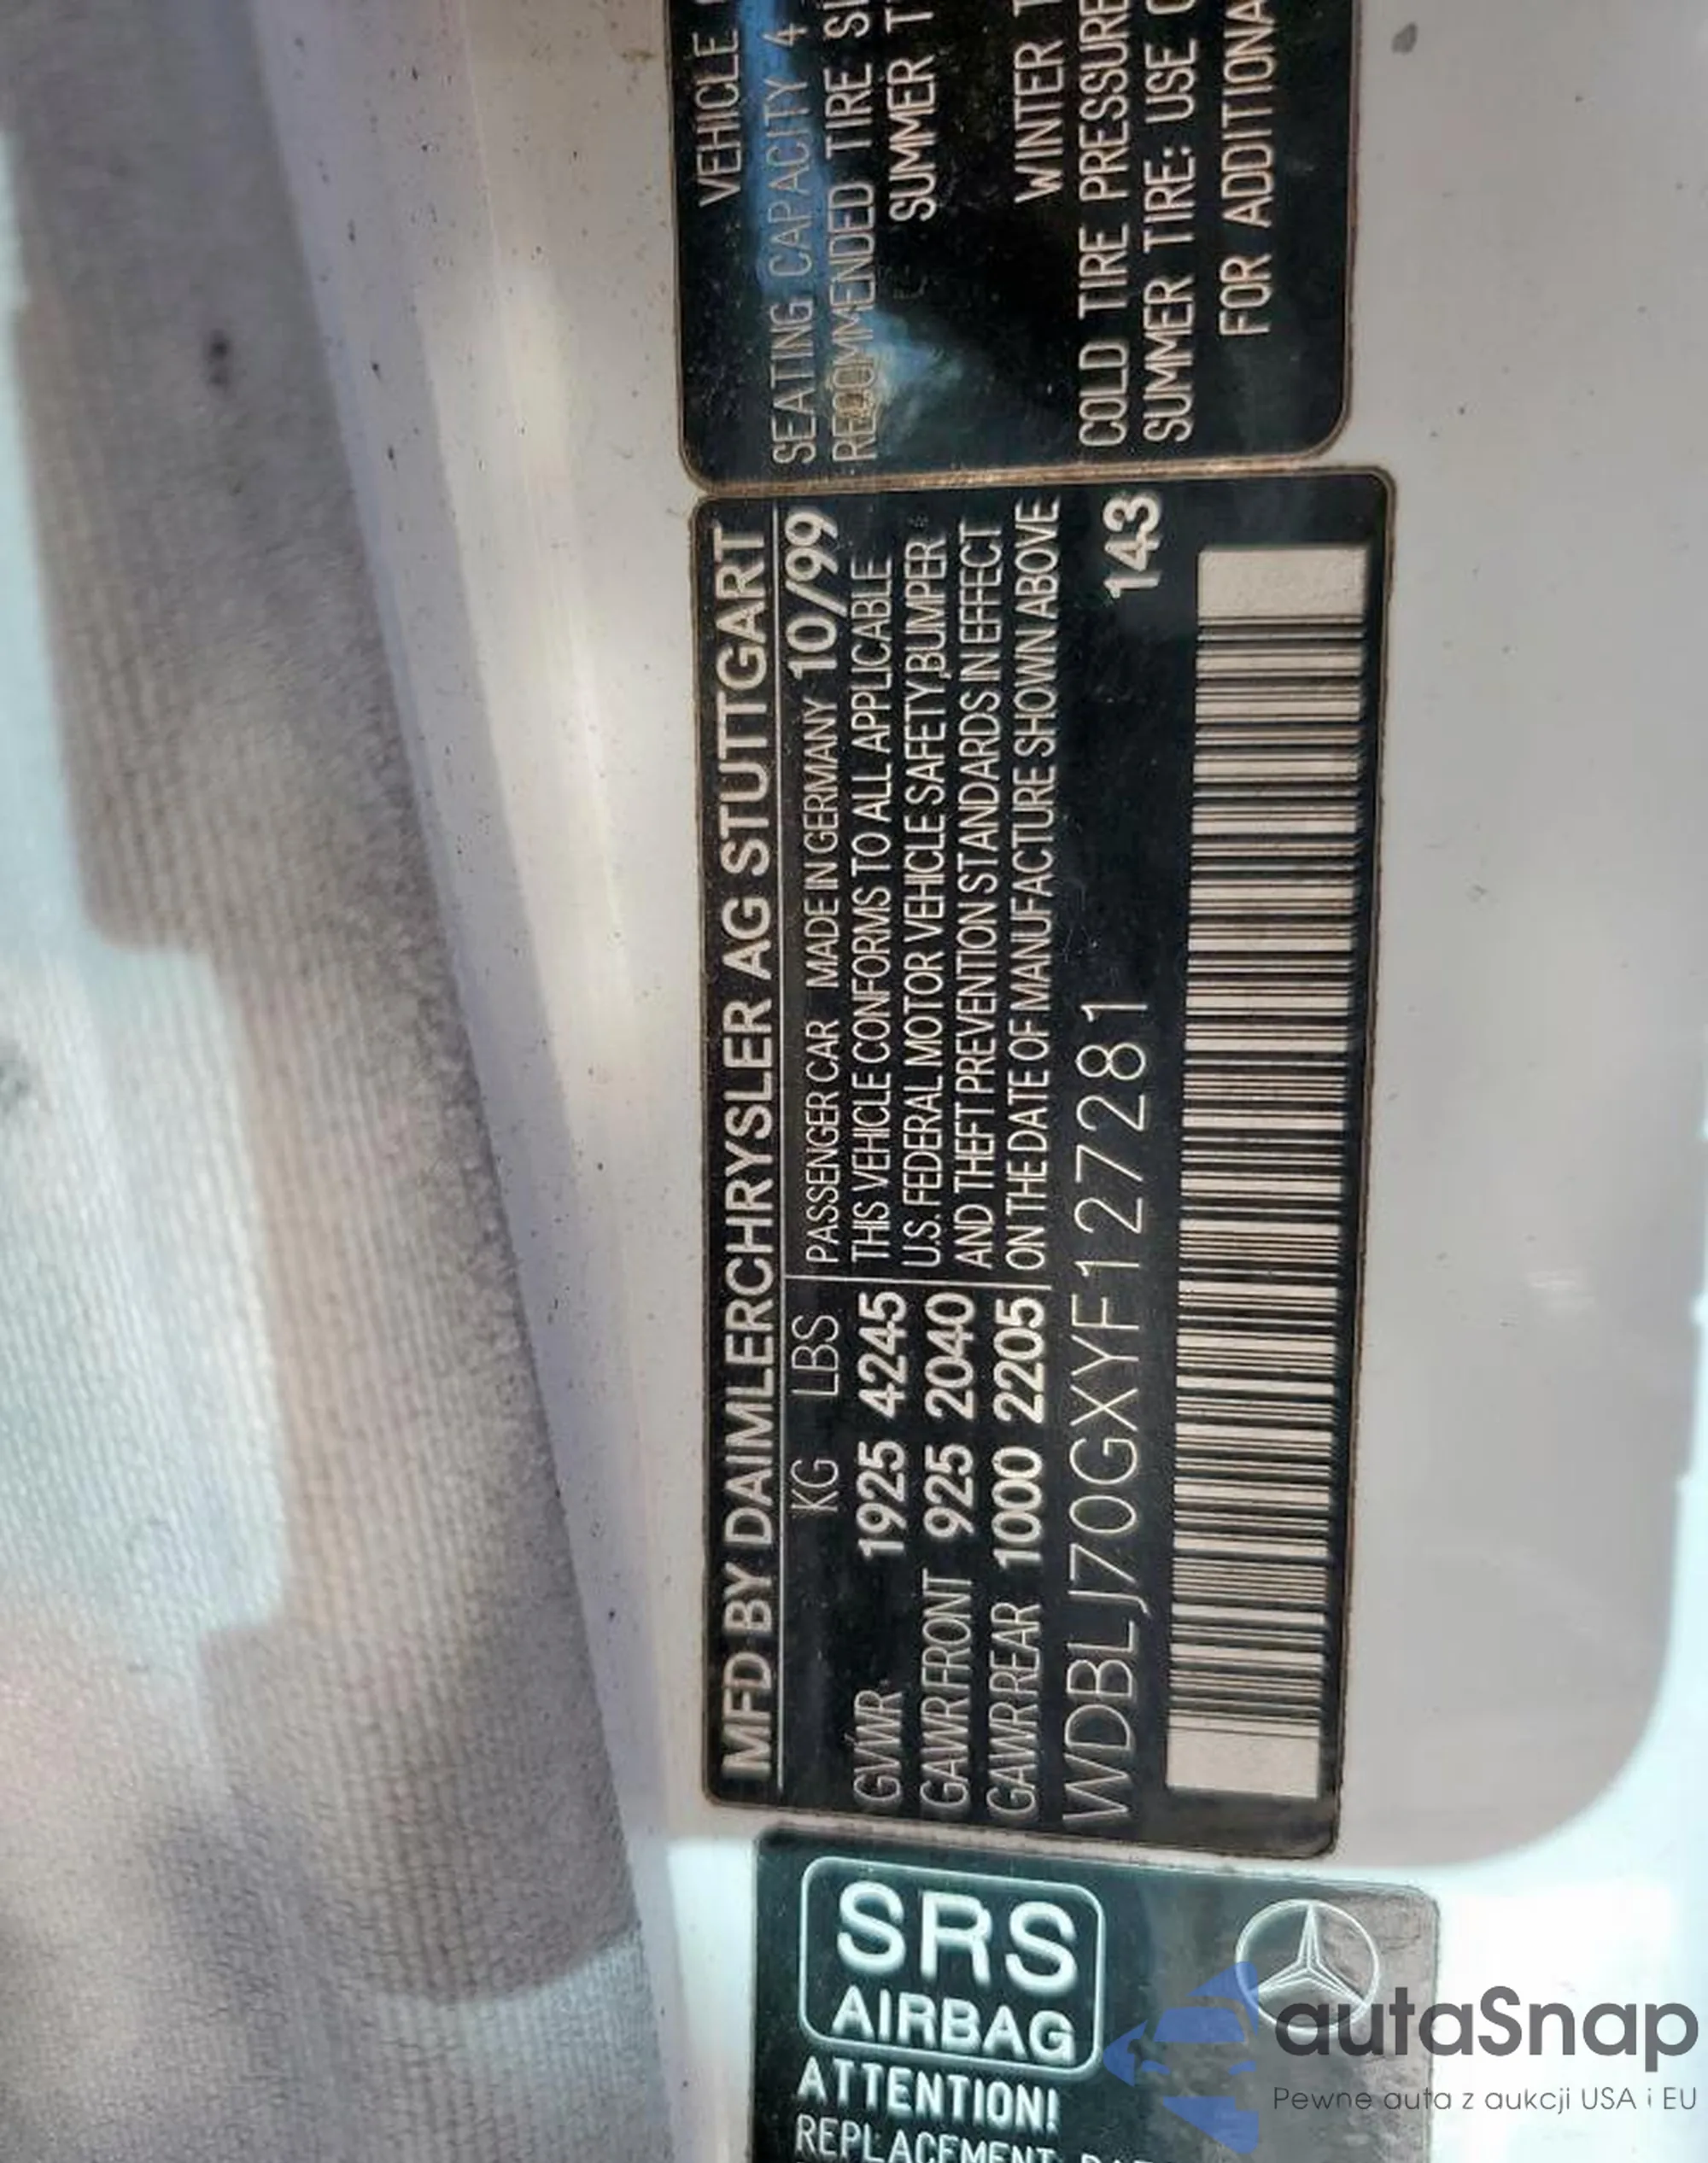 MFD BY DAIMLERCHRYSLER AG STUTTGART
KG LBS
GVWR 1925 4245
GAWR FRONT 925 2040
GAWR REAR 1000 2205
PASSENGER CAR MADE IN GERMANY 10/99
THIS VEHICLE CONFORMS TO ALL APPLICABLE
U.S. FEDERAL MOTOR VEHICLE SAFETY,BUMPER
AND THEFT PREVENTION STANDARDS IN EFFECT
ON THE DATE OF MANUFACTURE SHOWN ABOVE
WDBLJ70GXYF127281
143
VEHICLE
SEATING CAPACITY 4
RECOMMENDED TIRE
SUMMER
WINTER
COLD TIRE PRESSURE
SUMMER TIRE: USE
FOR ADDITIONA
SRS
AIRBAG
ATTENTION!
REPLACEMENT
autaSnap
Pewne auta z aukcji USA i EU